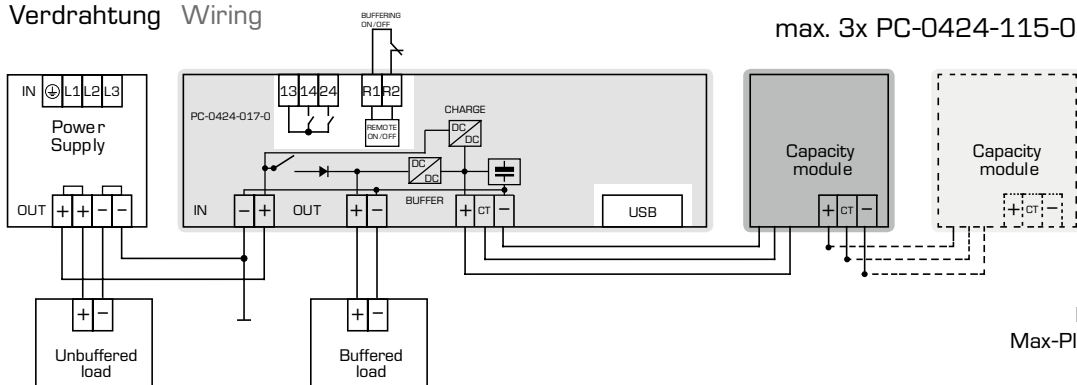 Verdrahtung Wiring
BUFFERING
ON/OFF
max. 3x PC-0424-115-0
IN L1 L2 L3
Power
Supply
OUT + + − −
PC-0424-017-0
13 14 24
R1 R2
REMOTE
ON/OFF
CHARGE
DC
DC
DC
DC
BUFFER
IN − + OUT + − + CT −
USB
Capacity
module
+ CT −
Capacity
module
+ CT −
+ −
Unbuffered
load
+ −
Buffered
load
Max-Pl